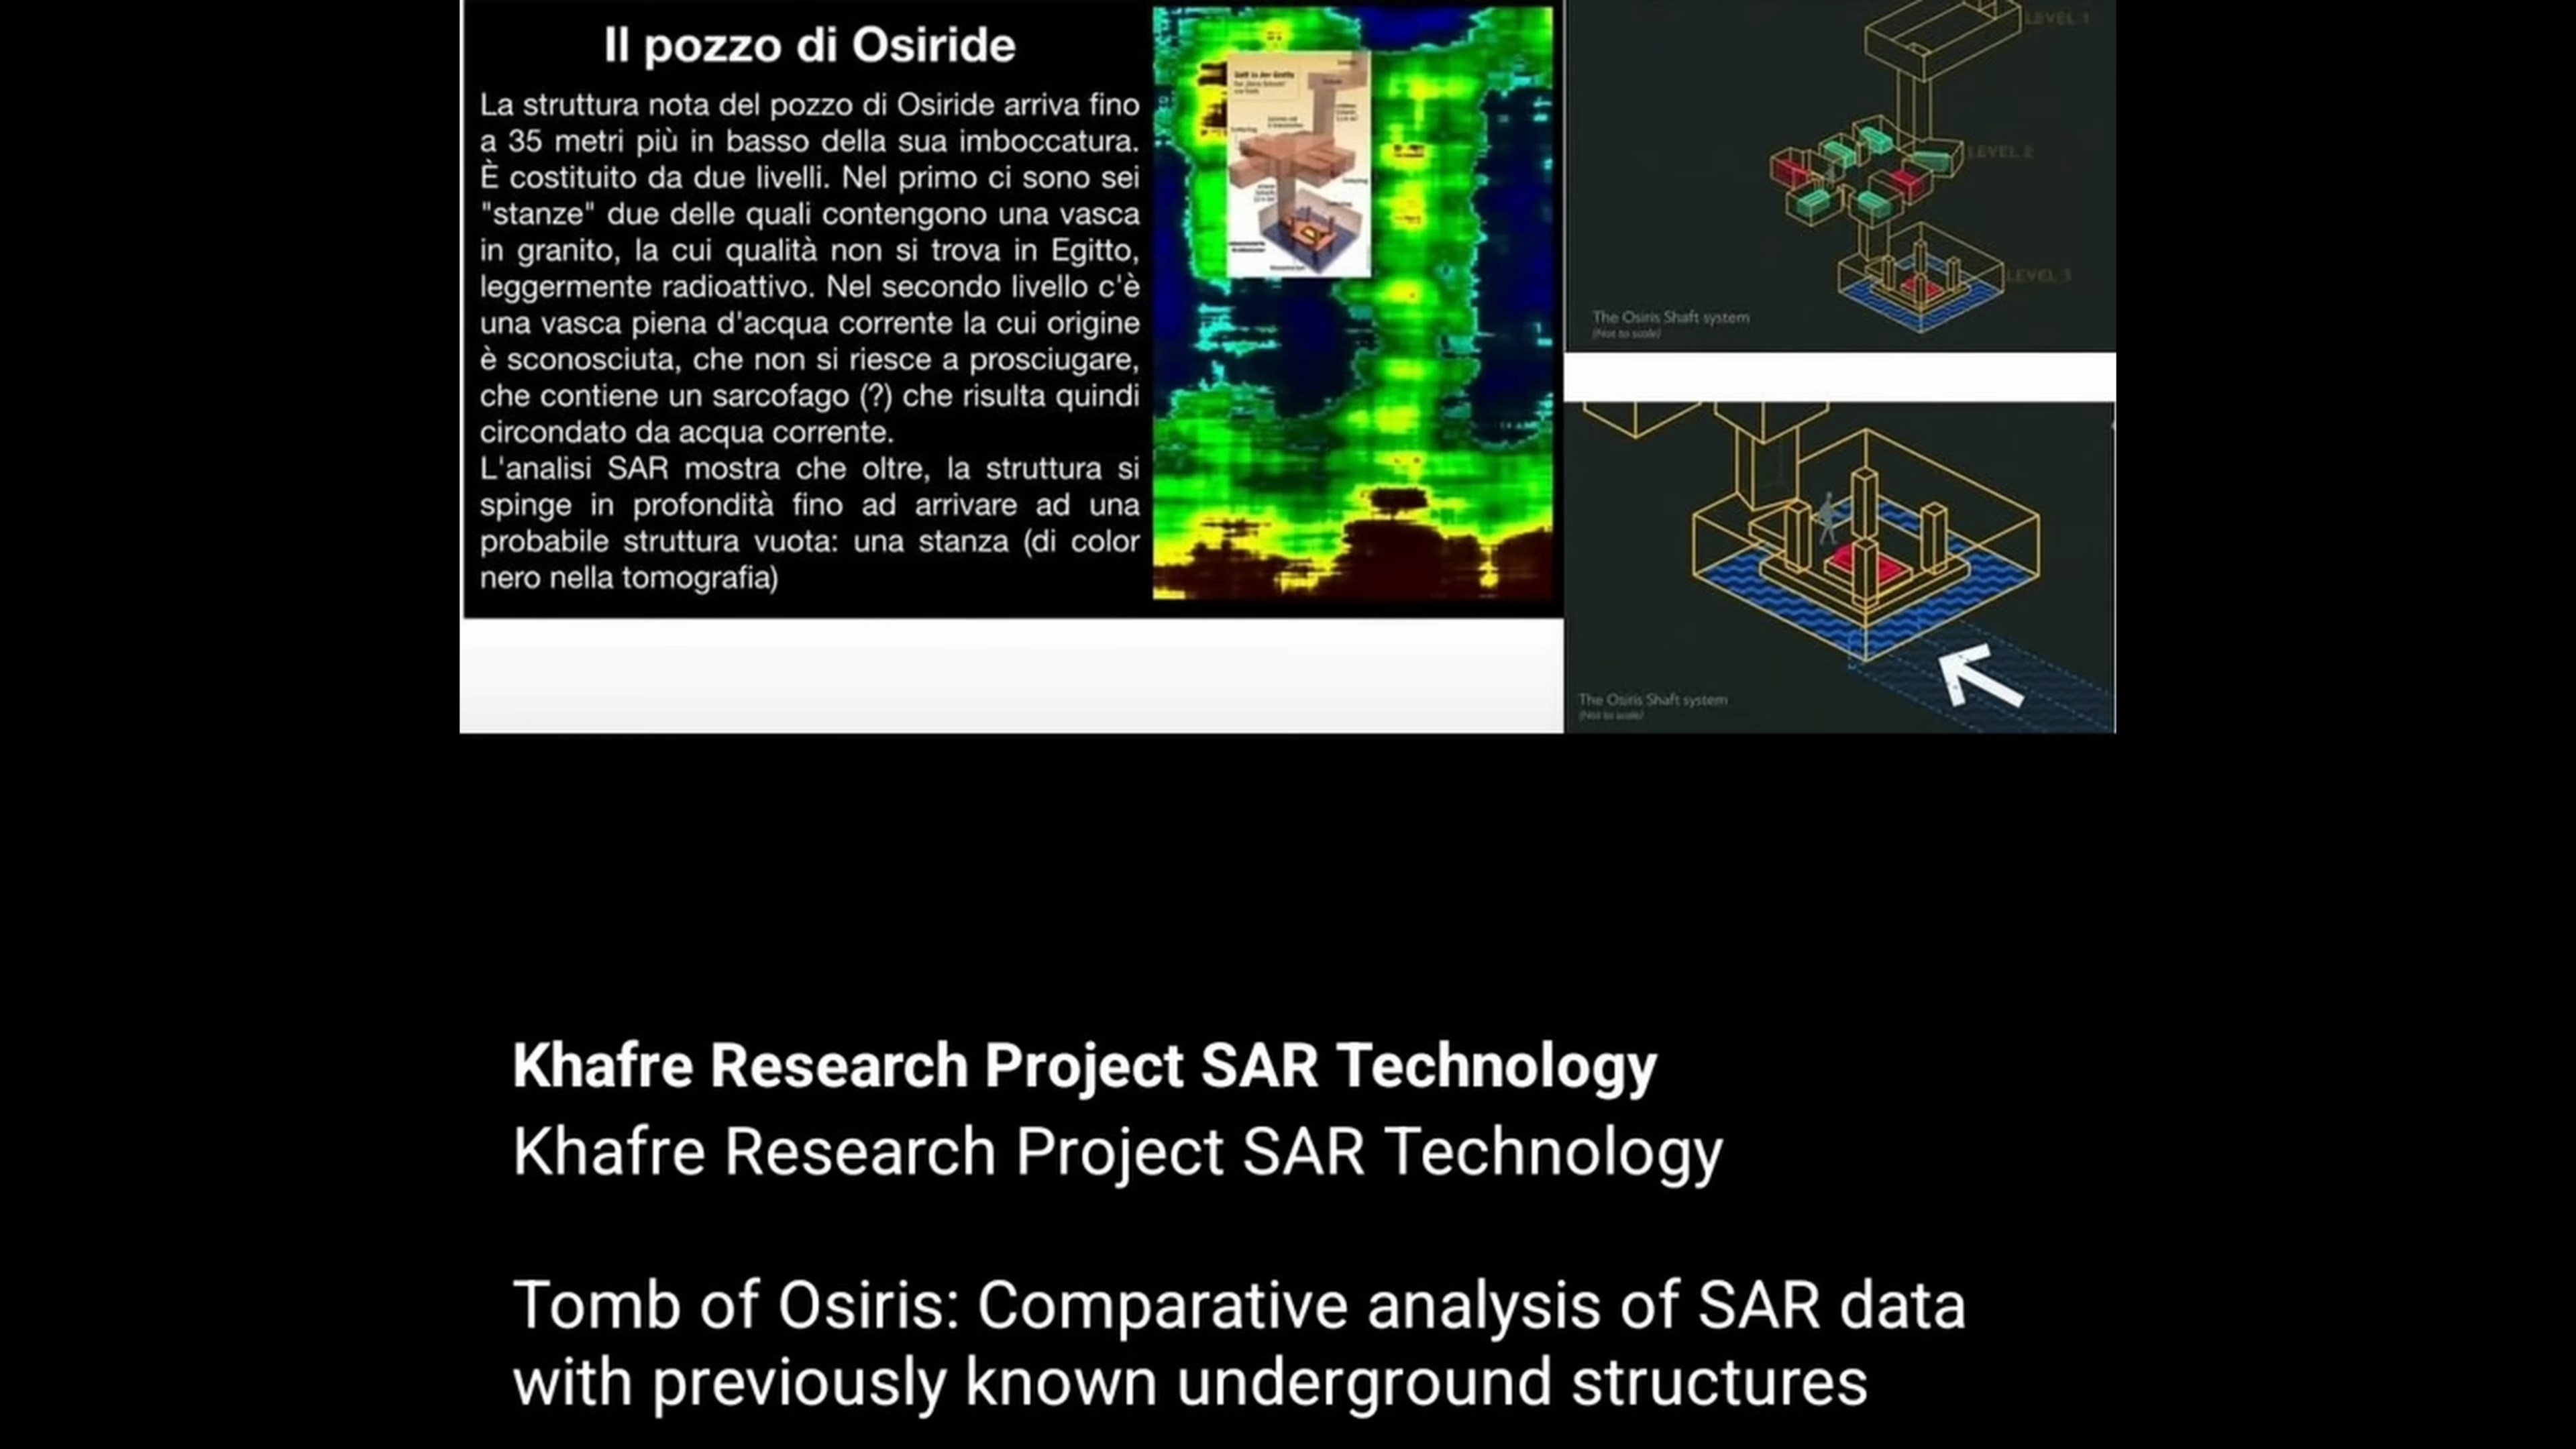 Il pozzo di Osiride
La struttura nota del pozzo di Osiride arriva fino
a 35 metri più in basso della sua imboccatura.
È costituito da due livelli. Nel primo ci sono sei
"stanze" due delle quali contengono una vasca
in granito, la cui qualità non si trova in Egitto,
leggermente radioattivo. Nel secondo livello c'è
una vasca piena d'acqua corrente la cui origine
è sconosciuta, che non si riesce a prosciugare,
che contiene un sarcofago (?) che risulta quindi
circondato da acqua corrente.
L'analisi SAR mostra che oltre, la struttura si
spinge in profondità fino ad arrivare ad una
probabile struttura vuota: una stanza (di color
nero nella tomografia)
LEVEL 1
LEVEL 2
LEVEL 3
The Osiris Shaft system
(Not to scale)
The Osiris Shaft system
(Not to scale)
Khafre Research Project SAR Technology
Khafre Research Project SAR Technology
Tomb of Osiris: Comparative analysis of SAR data
with previously known underground structures